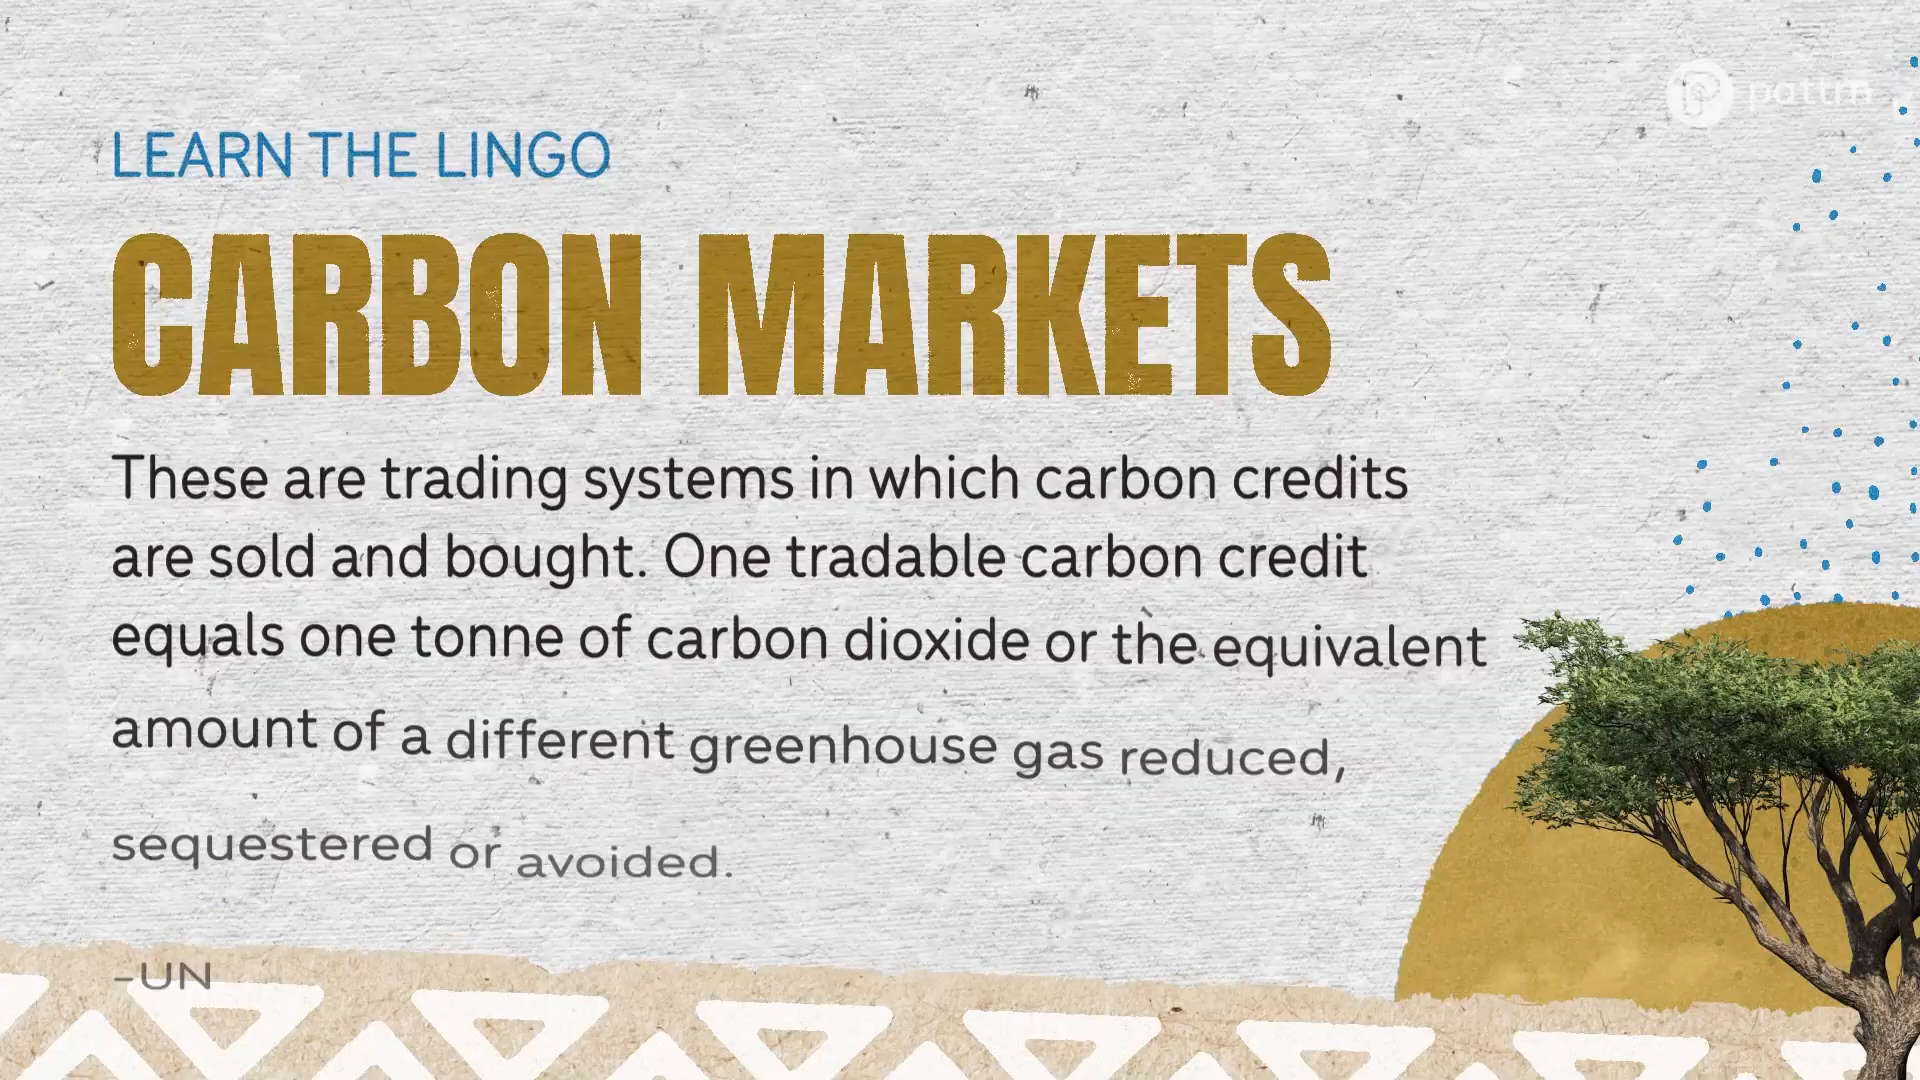 pattrn
LEARN THE LINGO
CARBON MARKETS
These are trading systems in which carbon credits
are sold and bought. One tradable carbon credit
equals one tonne of carbon dioxide or the equivalent
amount of a different greenhouse gas reduced,
sequestered or avoided.
–UN